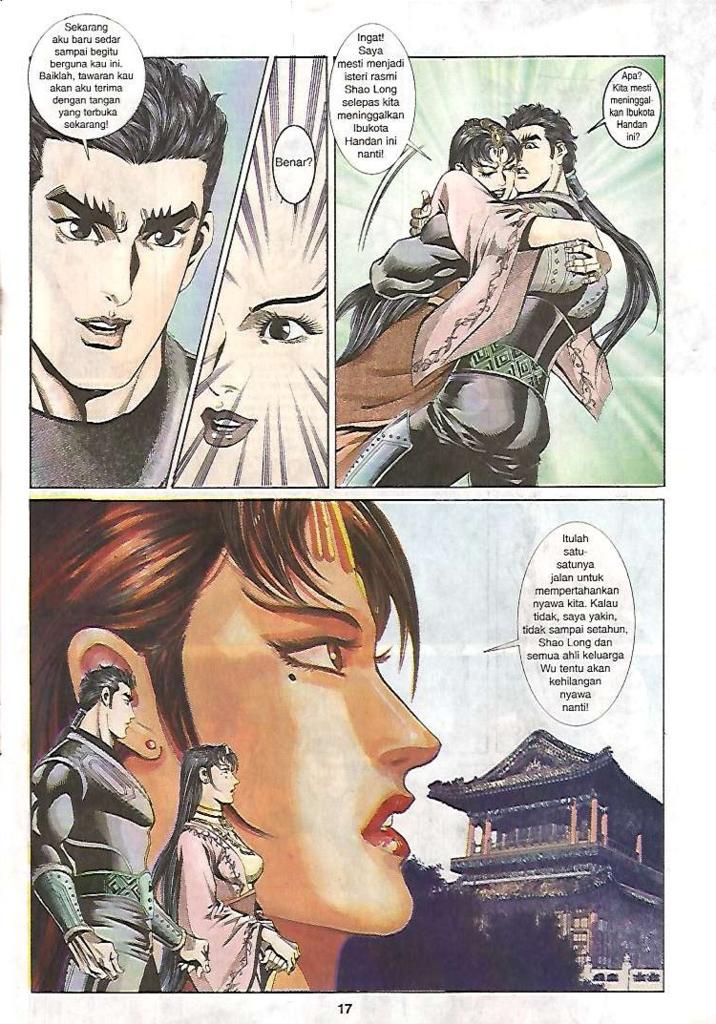 Sekarang
aku baru sedar
sampai begitu
berguna kau ini.
Baiklah, tawaran kau
akan aku terima
dengan tangan
yang terbuka
sekarang!
Benar?
Ingat!
Saya
mesti menjadi
isteri rasmi
Shao Long
selepas kita
meninggalkan
Ibukota
Handan ini
nanti!
Apa?
Kita mesti
meninggal-
kan Ibukota
Handan
ini?
Itulah
satu-
satunya
jalan untuk
mempertahankan
nyawa kita. Kalau
tidak, saya yakin,
tidak sampai setahun,
Shao Long dan
semua ahli keluarga
Wu tentu akan
kehilangan
nyawa
nanti!
17